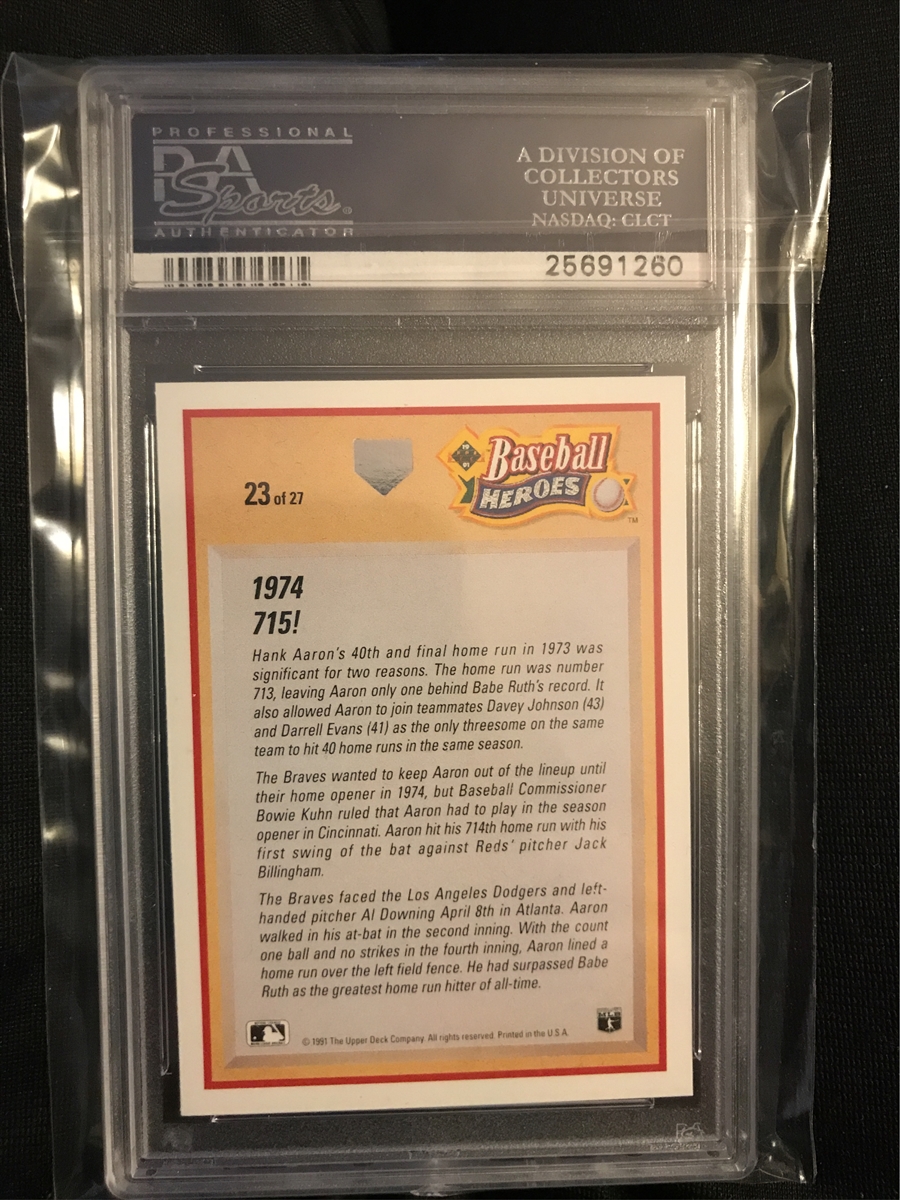 PROFESSIONAL
PSA
Sports®
AUTHENTICATOR
A DIVISION OF
COLLECTORS
UNIVERSE
NASDAQ: CLCT
25691260
23 of 27
19
91
Baseball
HEROES
TM
1974
715!
Hank Aaron's 40th and final home run in 1973 was
significant for two reasons. The home run was number
713, leaving Aaron only one behind Babe Ruth's record. It
also allowed Aaron to join teammates Davey Johnson (43)
and Darrell Evans (41) as the only threesome on the same
team to hit 40 home runs in the same season.
The Braves wanted to keep Aaron out of the lineup until
their home opener in 1974, but Baseball Commissioner
Bowie Kuhn ruled that Aaron had to play in the season
opener in Cincinnati. Aaron hit his 714th home run with his
first swing of the bat against Reds' pitcher Jack
Billingham.
The Braves faced the Los Angeles Dodgers and left-
handed pitcher Al Downing April 8th in Atlanta. Aaron
walked in his at-bat in the second inning. With the count
one ball and no strikes in the fourth inning, Aaron lined a
home run over the left field fence. He had surpassed Babe
Ruth as the greatest home run hitter of all-time.
© 1991 The Upper Deck Company. All rights reserved. Printed in the U.S.A.